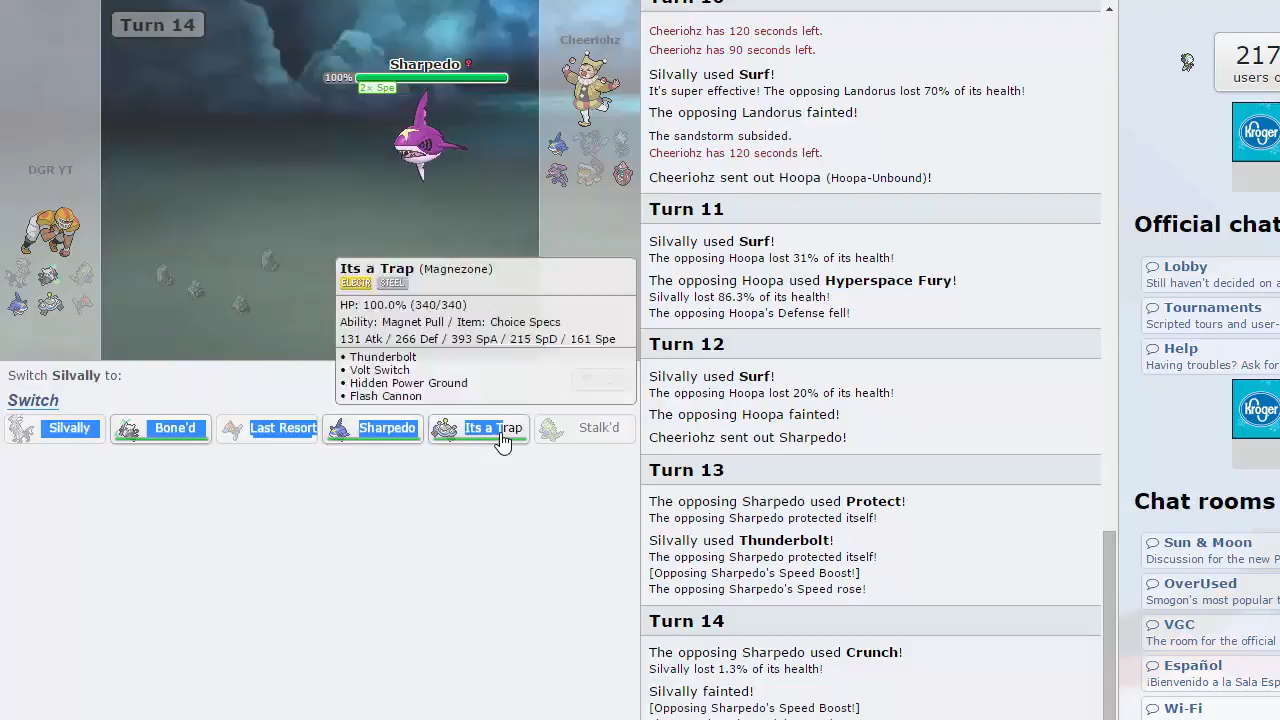 Turn 14
Sharpedo
100%
2× Spe
Cheeriohz
DGR YT
Its a Trap (Magnezone)
ELECTR STEEL
HP: 100.0% (340/340)
Ability: Magnet Pull / Item: Choice Specs
131 Atk / 266 Def / 393 SpA / 215 SpD / 161 Spe
• Thunderbolt
• Volt Switch
• Hidden Power Ground
• Flash Cannon
Switch Silvally to:
Switch
Silvally
Bone'd
Last Resort
Sharpedo
Its a Trap
Stalk'd
Cheeriohz has 120 seconds left.
Cheeriohz has 90 seconds left.
Silvally used Surf!
It's super effective! The opposing Landorus lost 70% of its health!
The opposing Landorus fainted!
The sandstorm subsided.
Cheeriohz has 120 seconds left.
Cheeriohz sent out Hoopa (Hoopa-Unbound)!
Turn 11
Silvally used Surf!
The opposing Hoopa lost 31% of its health!
The opposing Hoopa used Hyperspace Fury!
Silvally lost 86.3% of its health!
The opposing Hoopa's Defense fell!
Turn 12
Silvally used Surf!
The opposing Hoopa lost 20% of its health!
The opposing Hoopa fainted!
Cheeriohz sent out Sharpedo!
Turn 13
The opposing Sharpedo used Protect!
The opposing Sharpedo protected itself!
Silvally used Thunderbolt!
The opposing Sharpedo protected itself!
[Opposing Sharpedo's Speed Boost!]
The opposing Sharpedo's Speed rose!
Turn 14
The opposing Sharpedo used Crunch!
Silvally lost 1.3% of its health!
Silvally fainted!
[Opposing Sharpedo's Speed Boost!]
217
users o
Kroger
Official chat
Lobby
Still haven't decided on a
Tournaments
Scripted tours and user-
Help
Having troubles? Ask for
Kroger
Chat rooms
Sun & Moon
Discussion for the new P
OverUsed
Smogon's most popular t
VGC
The room for the official
Español
¡Bienvenido a la Sala Esp
Wi-Fi